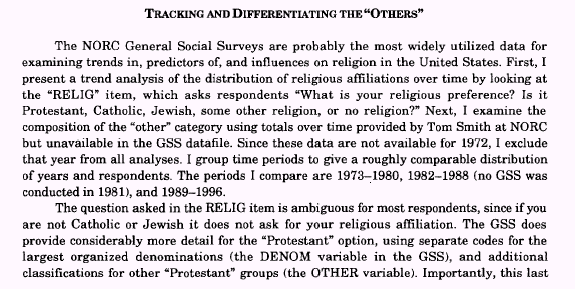 TRACKING AND DIFFERENTIATING THE "OTHERS"
The NORC General Social Surveys are probably the most widely utilized data for
examining trends in, predictors of, and influences on religion in the United States. First, I
present a trend analysis of the distribution of religious affiliations over time by looking at
the "RELIG" item, which asks respondents "What is your religious preference? Is it
Protestant, Catholic, Jewish, some other religion, or no religion?" Next, I examine the
composition of the "other" category using totals over time provided by Tom Smith at NORC
but unavailable in the GSS datafile. Since these data are not available for 1972, I exclude
that year from all analyses. I group time periods to give a roughly comparable distribution
of years and respondents. The periods I compare are 1973–1980, 1982–1988 (no GSS was
conducted in 1981), and 1989–1996.
The question asked in the RELIG item is ambiguous for most respondents, since if you
are not Catholic or Jewish it does not ask for your religious affiliation. The GSS does
provide considerably more detail for the "Protestant" option, using separate codes for the
largest organized denominations (the DENOM variable in the GSS), and additional
classifications for other "Protestant" groups (the OTHER variable). Importantly, this last